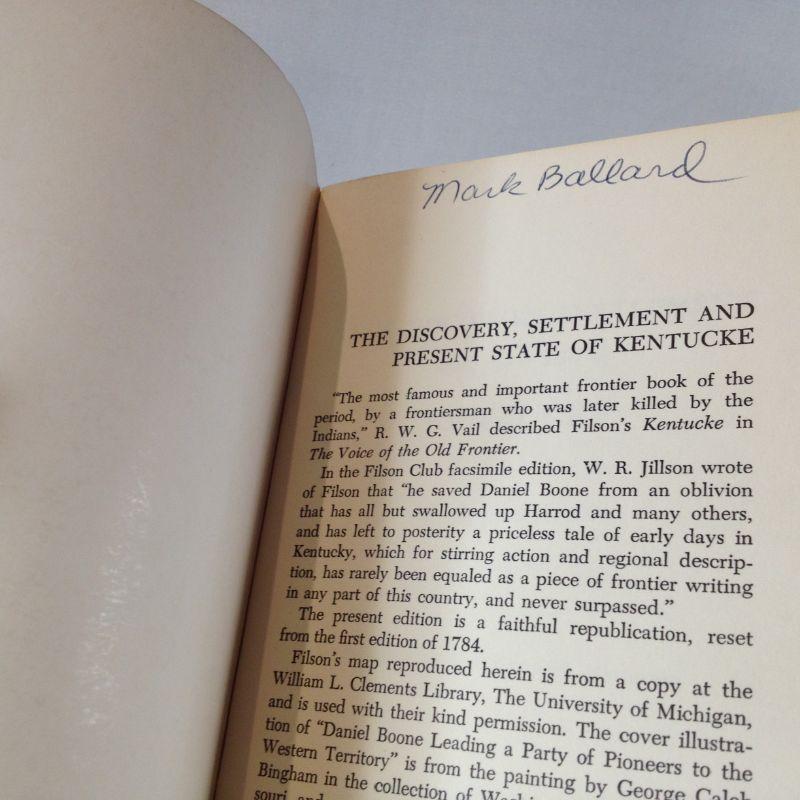 Mark Ballard
THE DISCOVERY, SETTLEMENT AND
PRESENT STATE OF KENTUCKE
"The most famous and important frontier book of the
period, by a frontiersman who was later killed by the
Indians," R. W. G. Vail described Filson's Kentucke in
The Voice of the Old Frontier.
In the Filson Club facsimile edition, W. R. Jillson wrote
of Filson that "he saved Daniel Boone from an oblivion
that has all but swallowed up Harrod and many others,
and has left to posterity a priceless tale of early days in
Kentucky, which for stirring action and regional descrip-
tion, has rarely been equaled as a piece of frontier writing
in any part of this country, and never surpassed."
The present edition is a faithful republication, reset
from the first edition of 1784.
Filson's map reproduced herein is from a copy at the
William L. Clements Library, The University of Michigan,
and is used with their kind permission. The cover illustra-
tion of "Daniel Boone Leading a Party of Pioneers to the
Western Territory" is from the painting by George Caleb
Bingham in the collection of
souri, and